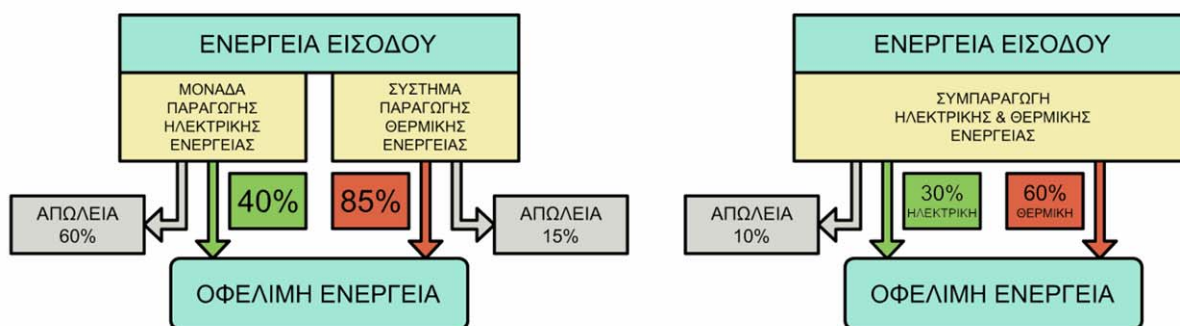 ΕΝΕΡΓΕΙΑ ΕΙΣΟΔΟΥ
ΜΟΝΑΔΑ
ΠΑΡΑΓΩΓΗΣ
ΗΛΕΚΤΡΙΚΗΣ
ΕΝΕΡΓΕΙΑΣ
ΣΥΣΤΗΜΑ
ΠΑΡΑΓΩΓΗΣ
ΘΕΡΜΙΚΗΣ
ΕΝΕΡΓΕΙΑΣ
ΑΠΩΛΕΙΑ
60%
40%
85%
ΑΠΩΛΕΙΑ
15%
ΟΦΕΛΙΜΗ ΕΝΕΡΓΕΙΑ
ΕΝΕΡΓΕΙΑ ΕΙΣΟΔΟΥ
ΣΥΜΠΑΡΑΓΩΓΗ
ΗΛΕΚΤΡΙΚΗΣ & ΘΕΡΜΙΚΗΣ
ΕΝΕΡΓΕΙΑΣ
ΑΠΩΛΕΙΑ
10%
30%
ΗΛΕΚΤΡΙΚΗ
60%
ΘΕΡΜΙΚΗ
ΟΦΕΛΙΜΗ ΕΝΕΡΓΕΙΑ